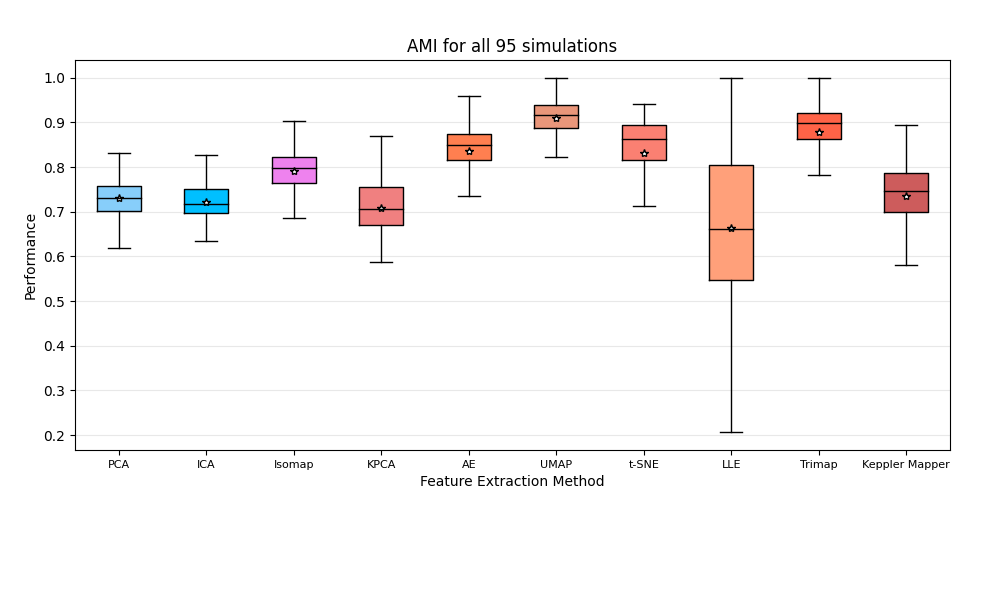 AMI for all 95 simulations
Performance
1.0
0.9
0.8
0.7
0.6
0.5
0.4
0.3
0.2
PCA ICA Isomap KPCA AE UMAP t-SNE LLE Trimap Keppler Mapper
Feature Extraction Method